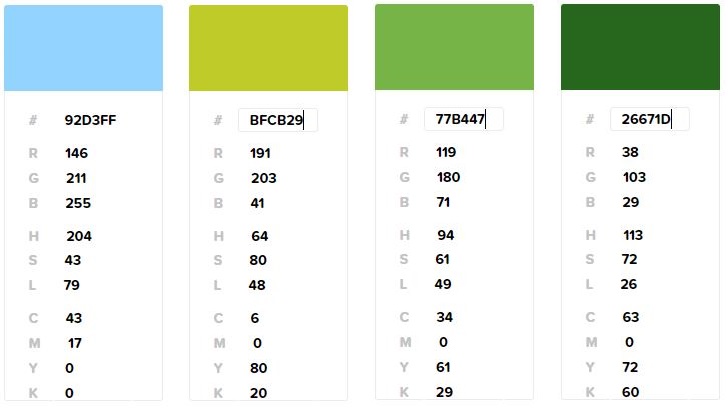 # 92D3FF
R 146
G 211
B 255
H 204
S 43
L 79
C 43
M 17
Y 0
K 0
# BFCB29
R 191
G 203
B 41
H 64
S 80
L 48
C 6
M 0
Y 80
K 20
# 77B447
R 119
G 180
B 71
H 94
S 61
L 49
C 34
M 0
Y 61
K 29
# 26671D
R 38
G 103
B 29
H 113
S 72
L 26
C 63
M 0
Y 72
K 60